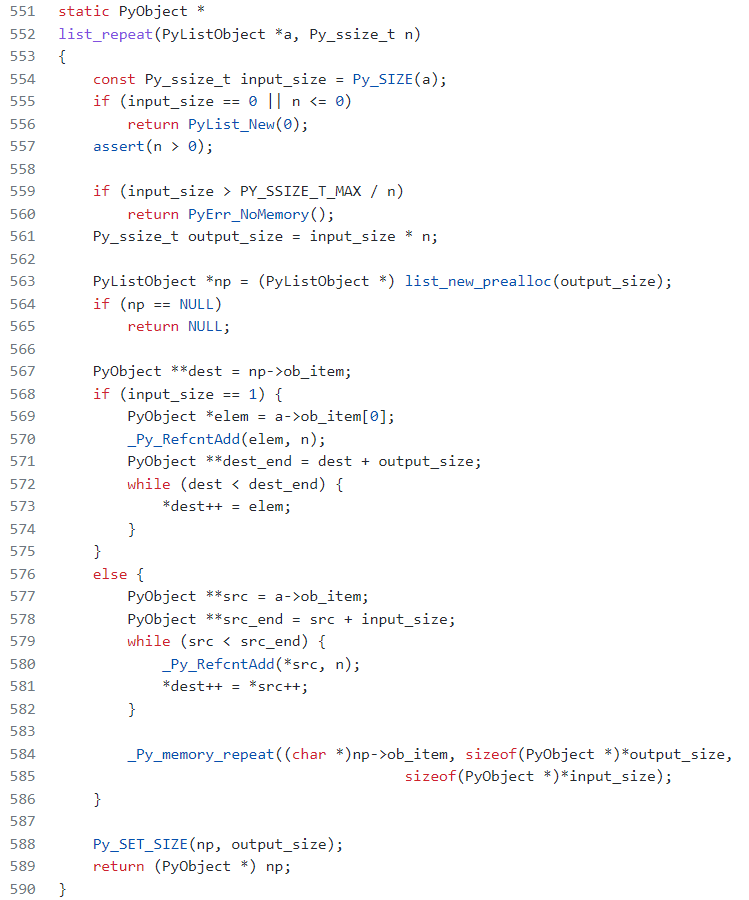 551 static PyObject *
552 list_repeat(PyListObject *a, Py_ssize_t n)
553 {
554     const Py_ssize_t input_size = Py_SIZE(a);
555     if (input_size == 0 || n <= 0)
556         return PyList_New(0);
557     assert(n > 0);
558
559     if (input_size > PY_SSIZE_T_MAX / n)
560         return PyErr_NoMemory();
561     Py_ssize_t output_size = input_size * n;
562
563     PyListObject *np = (PyListObject *) list_new_prealloc(output_size);
564     if (np == NULL)
565         return NULL;
566
567     PyObject **dest = np->ob_item;
568     if (input_size == 1) {
569         PyObject *elem = a->ob_item[0];
570         _Py_RefcntAdd(elem, n);
571         PyObject **dest_end = dest + output_size;
572         while (dest < dest_end) {
573             *dest++ = elem;
574         }
575     }
576     else {
577         PyObject **src = a->ob_item;
578         PyObject **src_end = src + input_size;
579         while (src < src_end) {
580             _Py_RefcntAdd(*src, n);
581             *dest++ = *src++;
582         }
583
584         _Py_memory_repeat((char *)np->ob_item, sizeof(PyObject *)*output_size,
585                                         sizeof(PyObject *)*input_size);
586     }
587
588     Py_SET_SIZE(np, output_size);
589     return (PyObject *) np;
590 }